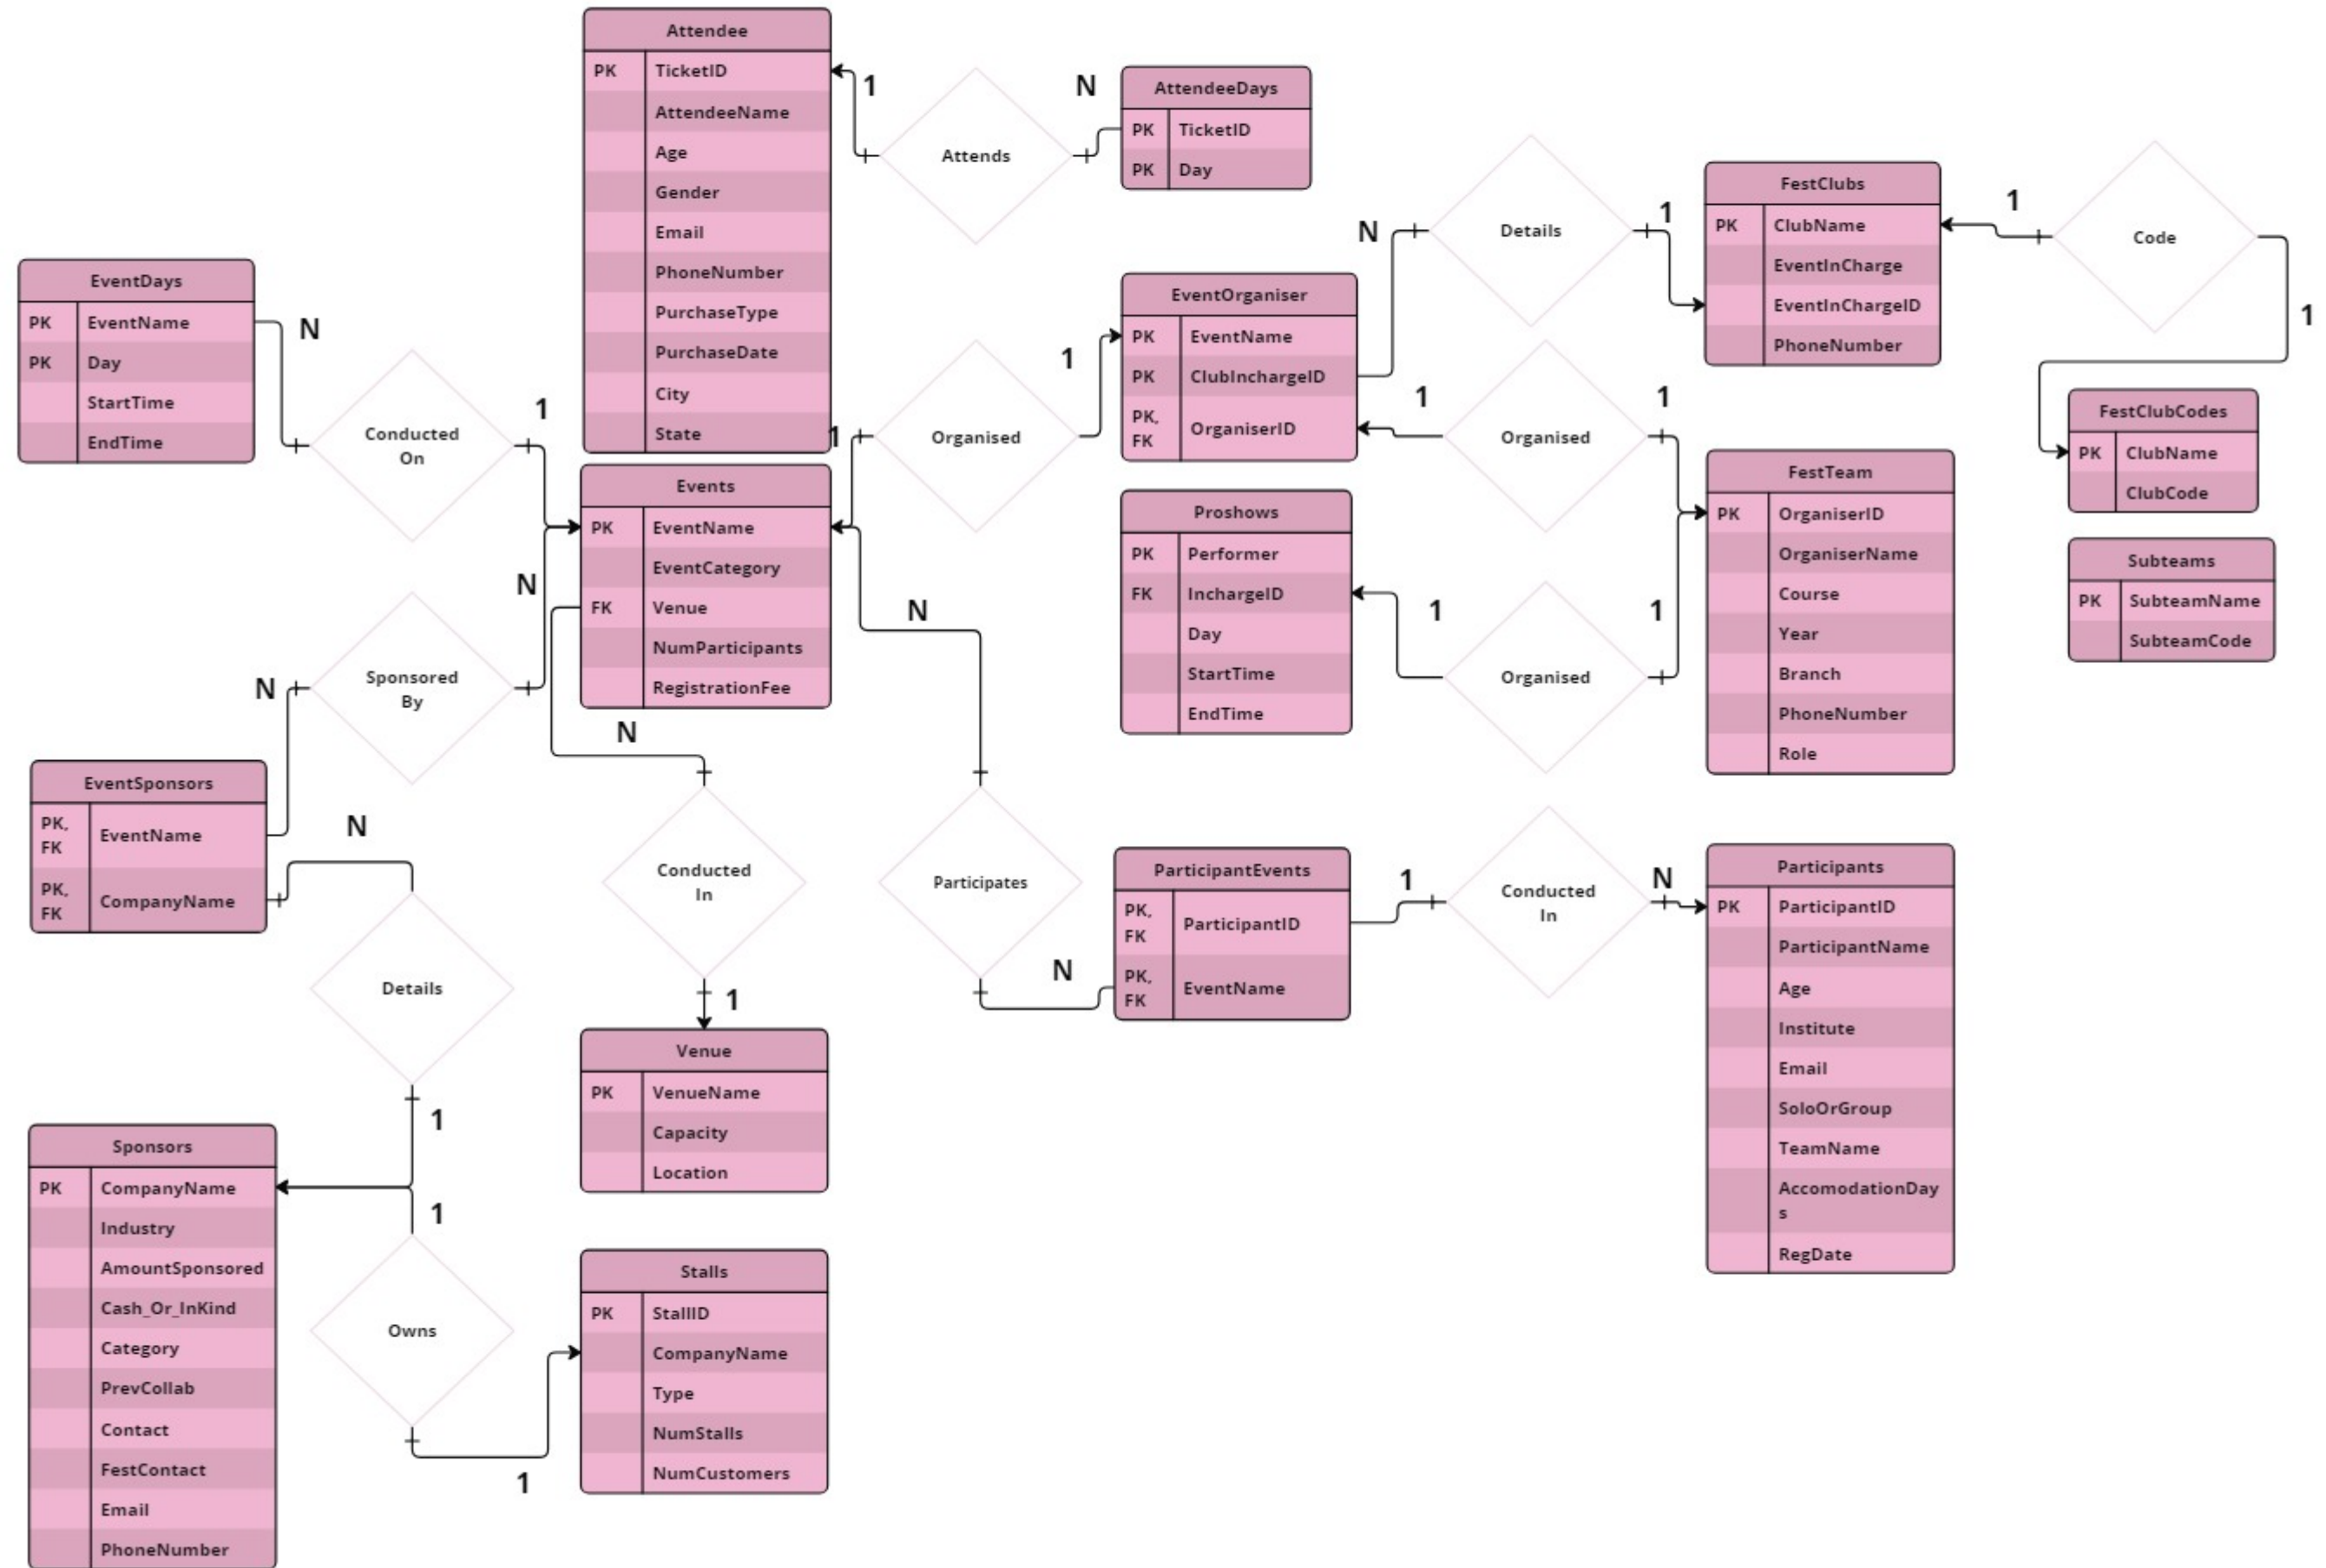 Attendee
PK TicketID
AttendeeName
Age
Gender
Email
PhoneNumber
PurchaseType
PurchaseDate
City
State
1
N
Attends
AttendeeDays
PK TicketID
PK Day
EventDays
PK EventName
PK Day
StartTime
EndTime
N
Conducted
On
1
Events
PK EventName
EventCategory
FK Venue
NumParticipants
RegistrationFee
1
Organised
1
EventOrganiser
PK EventName
PK ClubInchargeID
PK,
FK
OrganiserID
N
Details
1
FestClubs
PK ClubName
EventInCharge
EventInChargeID
PhoneNumber
1
Code
1
FestClubCodes
PK ClubName
ClubCode
Subteams
PK SubteamName
SubteamCode
1
Organised
1
FestTeam
PK OrganiserID
OrganiserName
Course
Year
Branch
PhoneNumber
Role
Proshows
PK Performer
FK InchargeID
Day
StartTime
EndTime
1
Organised
1
N
Sponsored
By
N
EventSponsors
PK,
FK
EventName
PK,
FK
CompanyName
N
Details
1
N
Conducted
In
1
Venue
PK VenueName
Capacity
Location
N
Participates
N
ParticipantEvents
PK,
FK
ParticipantID
PK,
FK
EventName
1
Conducted
In
N
Participants
PK ParticipantID
ParticipantName
Age
Institute
Email
SoloOrGroup
TeamName
AccomodationDay
s
RegDate
Sponsors
PK CompanyName
Industry
AmountSponsored
Cash_Or_InKind
Category
PrevCollab
Contact
FestContact
Email
PhoneNumber
1
Owns
1
Stalls
PK StallID
CompanyName
Type
NumStalls
NumCustomers